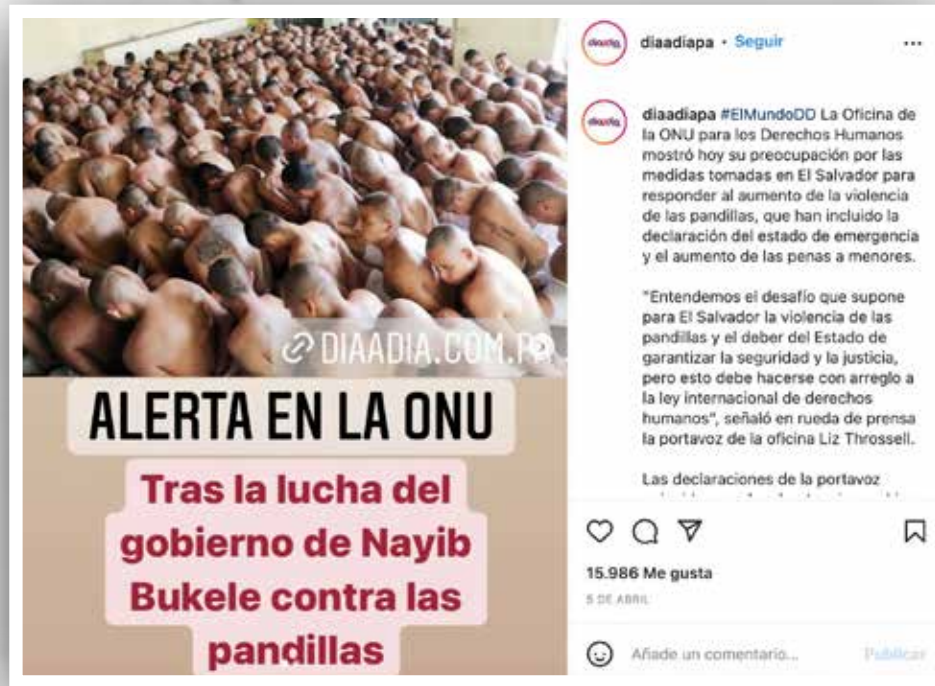 DIAADIA.COM.PA
ALERTA EN LA ONU
Tras la lucha del
gobierno de Nayib
Bukele contra las
pandillas
diaadiapa • Seguir
diaadiapa #ElMundoDD La Oficina de
la ONU para los Derechos Humanos
mostró hoy su preocupación por las
medidas tomadas en El Salvador para
responder al aumento de la violencia
de las pandillas, que han incluido la
declaración del estado de emergencia
y el aumento de las penas a menores.
"Entendemos el desafío que supone
para El Salvador la violencia de las
pandillas y el deber del Estado de
garantizar la seguridad y la justicia,
pero esto debe hacerse con arreglo a
la ley internacional de derechos
humanos", señaló en rueda de prensa
la portavoz de la oficina Liz Throssell.
Las declaraciones de la portavoz
15.986 Me gusta
5 DE ABRIL
Añade un comentario...
Publicar